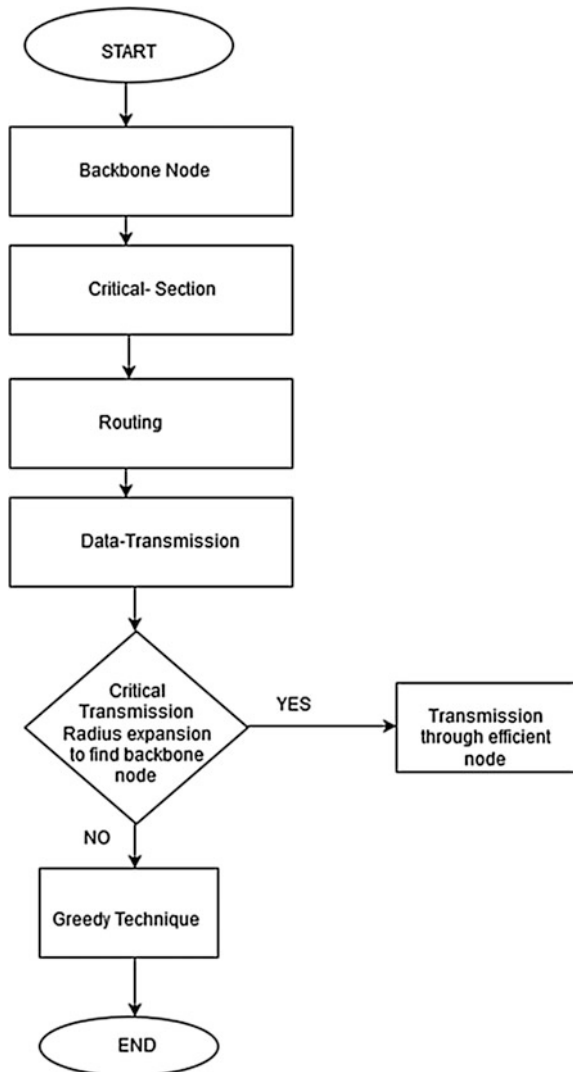 START
Backbone Node
Critical- Section
Routing
Data-Transmission
Critical
Transmission
Radius expansion
to find backbone
node
YES
Transmission
through efficient
node
NO
Greedy Technique
END